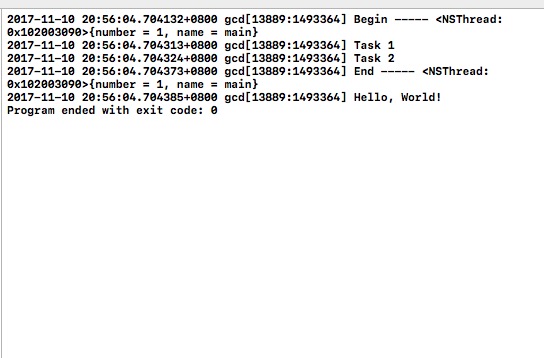 2017-11-10 20:56:04.704132+0800 gcd[13889:1493364] Begin ----- <NSThread:
0x102003090>{number = 1, name = main}
2017-11-10 20:56:04.704313+0800 gcd[13889:1493364] Task 1
2017-11-10 20:56:04.704324+0800 gcd[13889:1493364] Task 2
2017-11-10 20:56:04.704373+0800 gcd[13889:1493364] End ----- <NSThread:
0x102003090>{number = 1, name = main}
2017-11-10 20:56:04.704385+0800 gcd[13889:1493364] Hello, World!
Program ended with exit code: 0